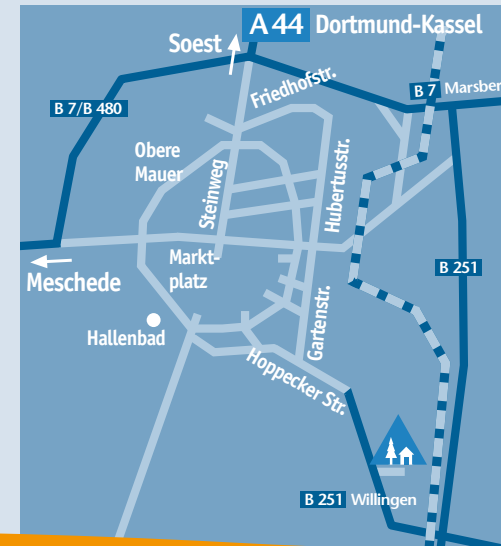 A 44 Dortmund-Kassel
Soest
Friedhofstr.
B 7 Marsber
B 7/B 480
Obere
Mauer
Steinweg
Hubertusstr.
Markt-
platz
B 251
Meschede
Gartenstr.
Hallenbad
Hoppecker Str.
B 251 Willingen